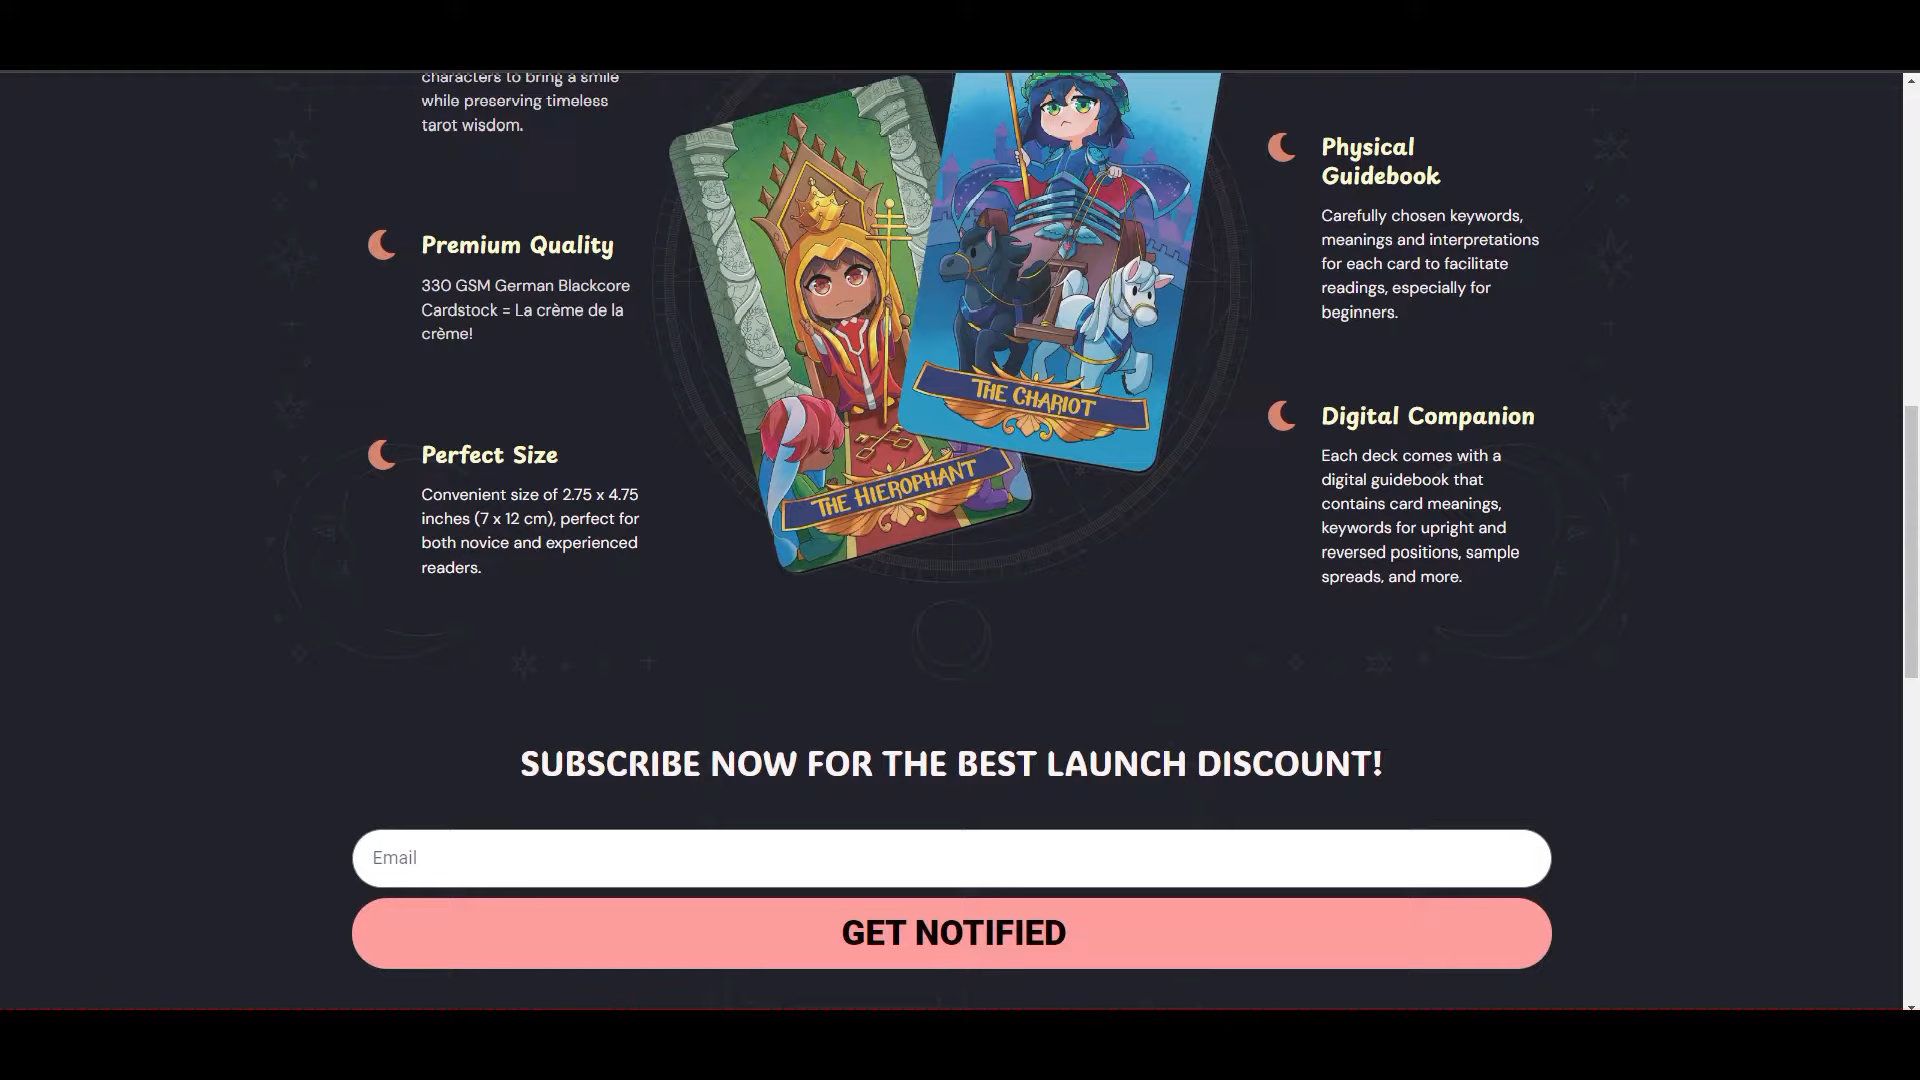 characters to bring a smile
while preserving timeless
tarot wisdom.
Premium Quality
330 GSM German Blackcore
Cardstock = La crème de la
crème!
Perfect Size
Convenient size of 2.75 x 4.75
inches (7 x 12 cm), perfect for
both novice and experienced
readers.
THE HIEROPHANT
THE CHARIOT
Physical
Guidebook
Carefully chosen keywords,
meanings and interpretations
for each card to facilitate
readings, especially for
beginners.
Digital Companion
Each deck comes with a
digital guidebook that
contains card meanings,
keywords for upright and
reversed positions, sample
spreads, and more.
SUBSCRIBE NOW FOR THE BEST LAUNCH DISCOUNT!
Email
GET NOTIFIED